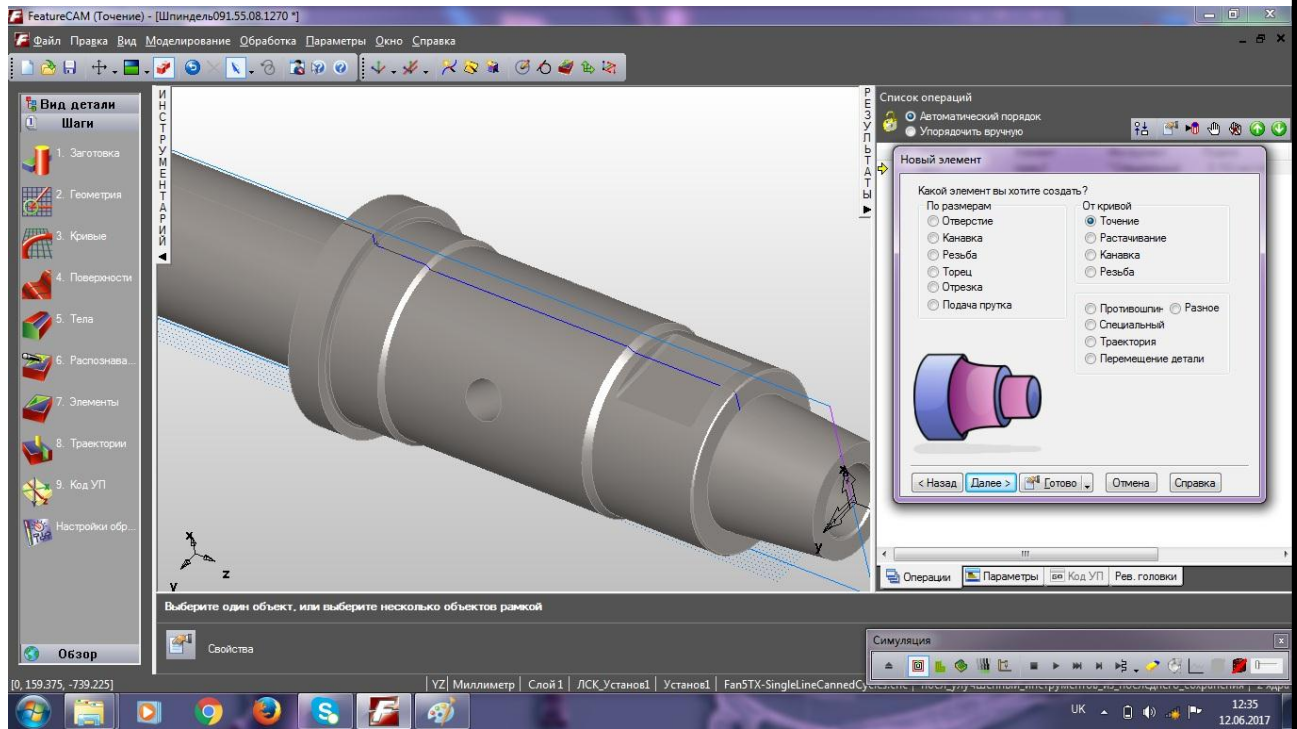 FeatureCAM (Точение) - [Шпиндель091.55.08.1270 *]
Файл Правка Вид Моделирование Обработка Параметры Окно Справка
Вид детали
Шаги
1. Заготовка
2. Геометрия
3. Кривые
4. Поверхности
5. Тела
6. Распознава...
7. Элементы
8. Траектории
9. Код УП
Настройки обр...
Обзор
ИНСТРУМЕНТАРИЙ
x
z
y
x
y
РЕЗУЛЬТАТЫ
Список операций
Автоматический порядок
Упорядочить вручную
Новый элемент
Какой элемент вы хотите создать?
По размерам
Отверстие
Канавка
Резьба
Торец
Отрезка
Подача прутка
От кривой
Точение
Растачивание
Канавка
Резьба
Противошпин Разное
Специальный
Траектория
Перемещение детали
< Назад Далее > Готово Отмена Справка
Операции Параметры Код УП Рев. головки
Выберите один объект, или выберите несколько объектов рамкой
Свойства
Симуляция
[0, 159.375, -739.225] YZ Миллиметр Слой 1 ЛСК_Установ1 Установ1
UK 12:35
12.06.2017